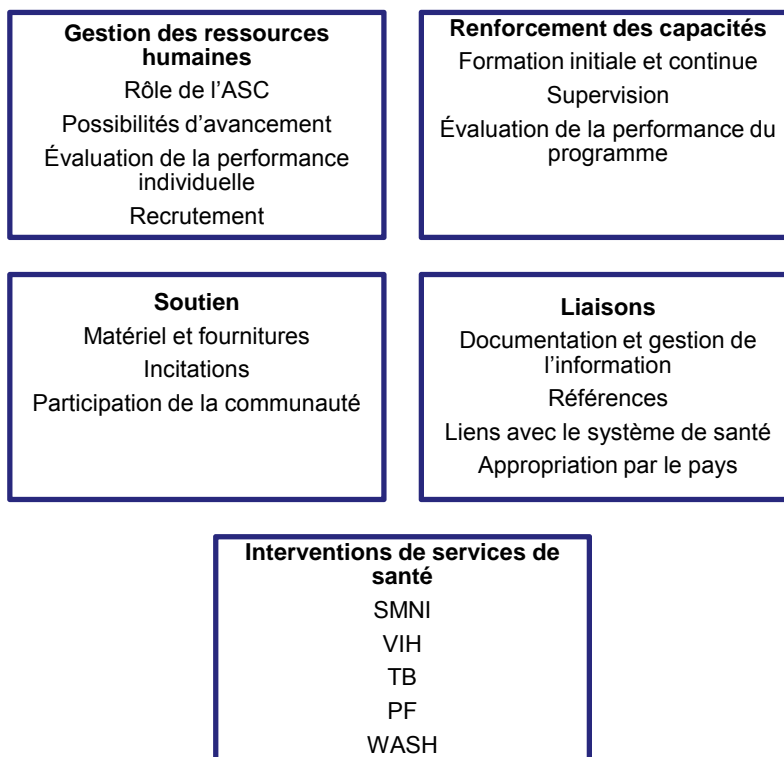 Gestion des ressources
humaines
Rôle de l'ASC
Possibilités d'avancement
Évaluation de la performance
individuelle
Recrutement
Renforcement des capacités
Formation initiale et continue
Supervision
Évaluation de la performance du
programme
Soutien
Matériel et fournitures
Incitations
Participation de la communauté
Liaisons
Documentation et gestion de
l'information
Références
Liens avec le système de santé
Appropriation par le pays
Interventions de services de
santé
SMNI
VIH
TB
PF
WASH